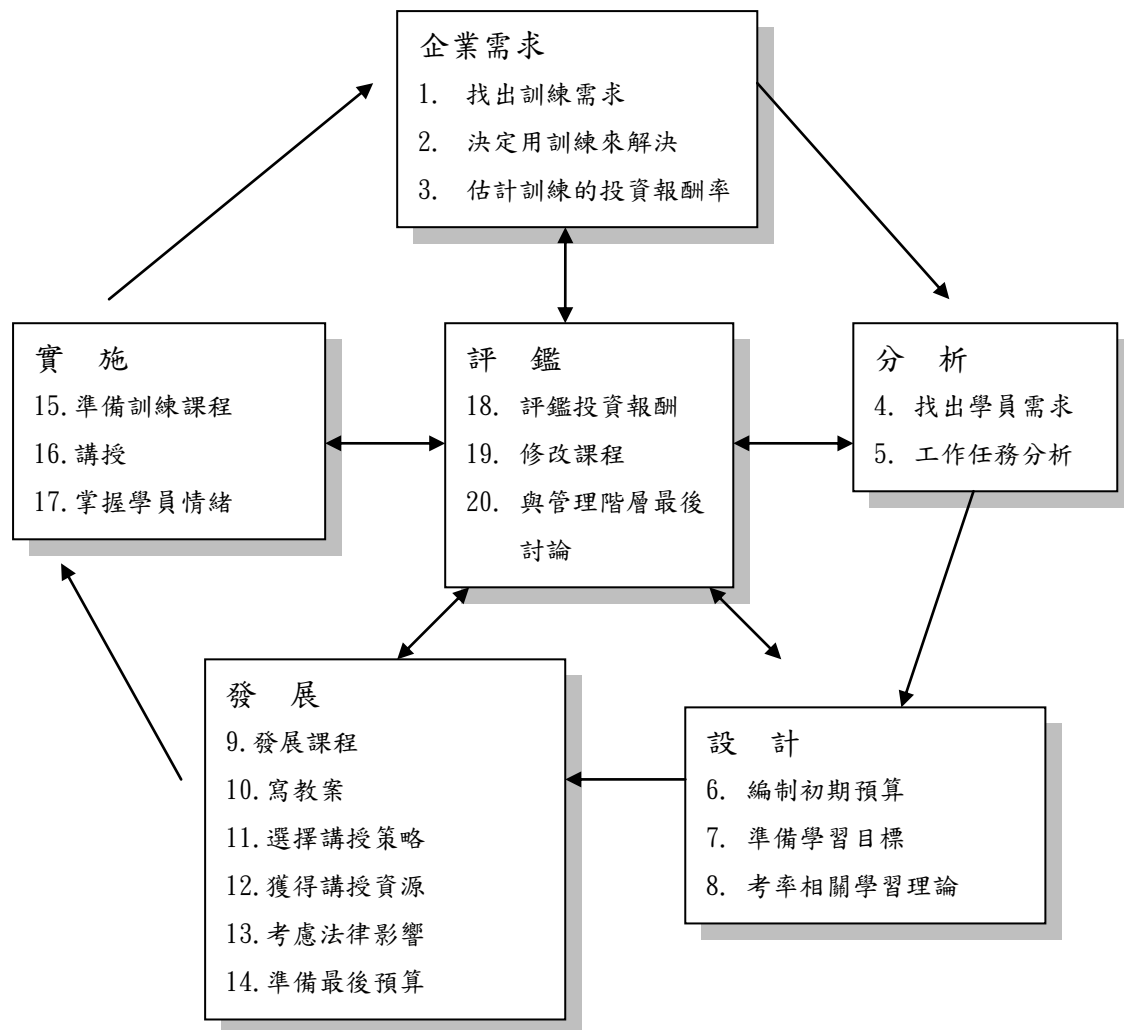 企業需求
1. 找出訓練需求
2. 決定用訓練來解決
3. 估計訓練的投資報酬率
實 施
15.準備訓練課程
16.講授
17.掌握學員情緒
評 鑑
18. 評鑑投資報酬
19. 修改課程
20. 與管理階層最後
討論
分 析
4. 找出學員需求
5. 工作任務分析
發 展
9.發展課程
10.寫教案
11.選擇講授策略
12.獲得講授資源
13.考慮法律影響
14.準備最後預算
設 計
6. 編制初期預算
7. 準備學習目標
8. 考率相關學習理論